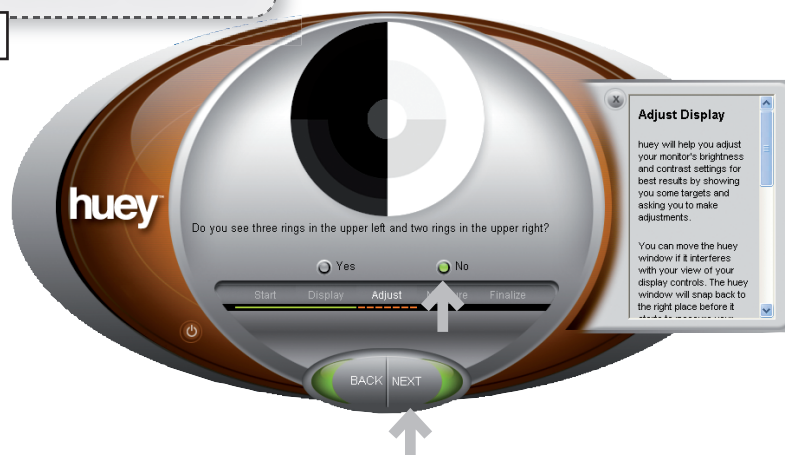 huey™
Do you see three rings in the upper left and two rings in the upper right?
Yes
No
Start Display Adjust Finalize
BACK NEXT
X
Adjust Display
huey will help you adjust
your monitor's brightness
and contrast settings for
best results by showing
you some targets and
asking you to make
adjustments.
You can move the huey
window if it interferes
with your view of your
display controls. The huey
window will snap back to
the right place before it